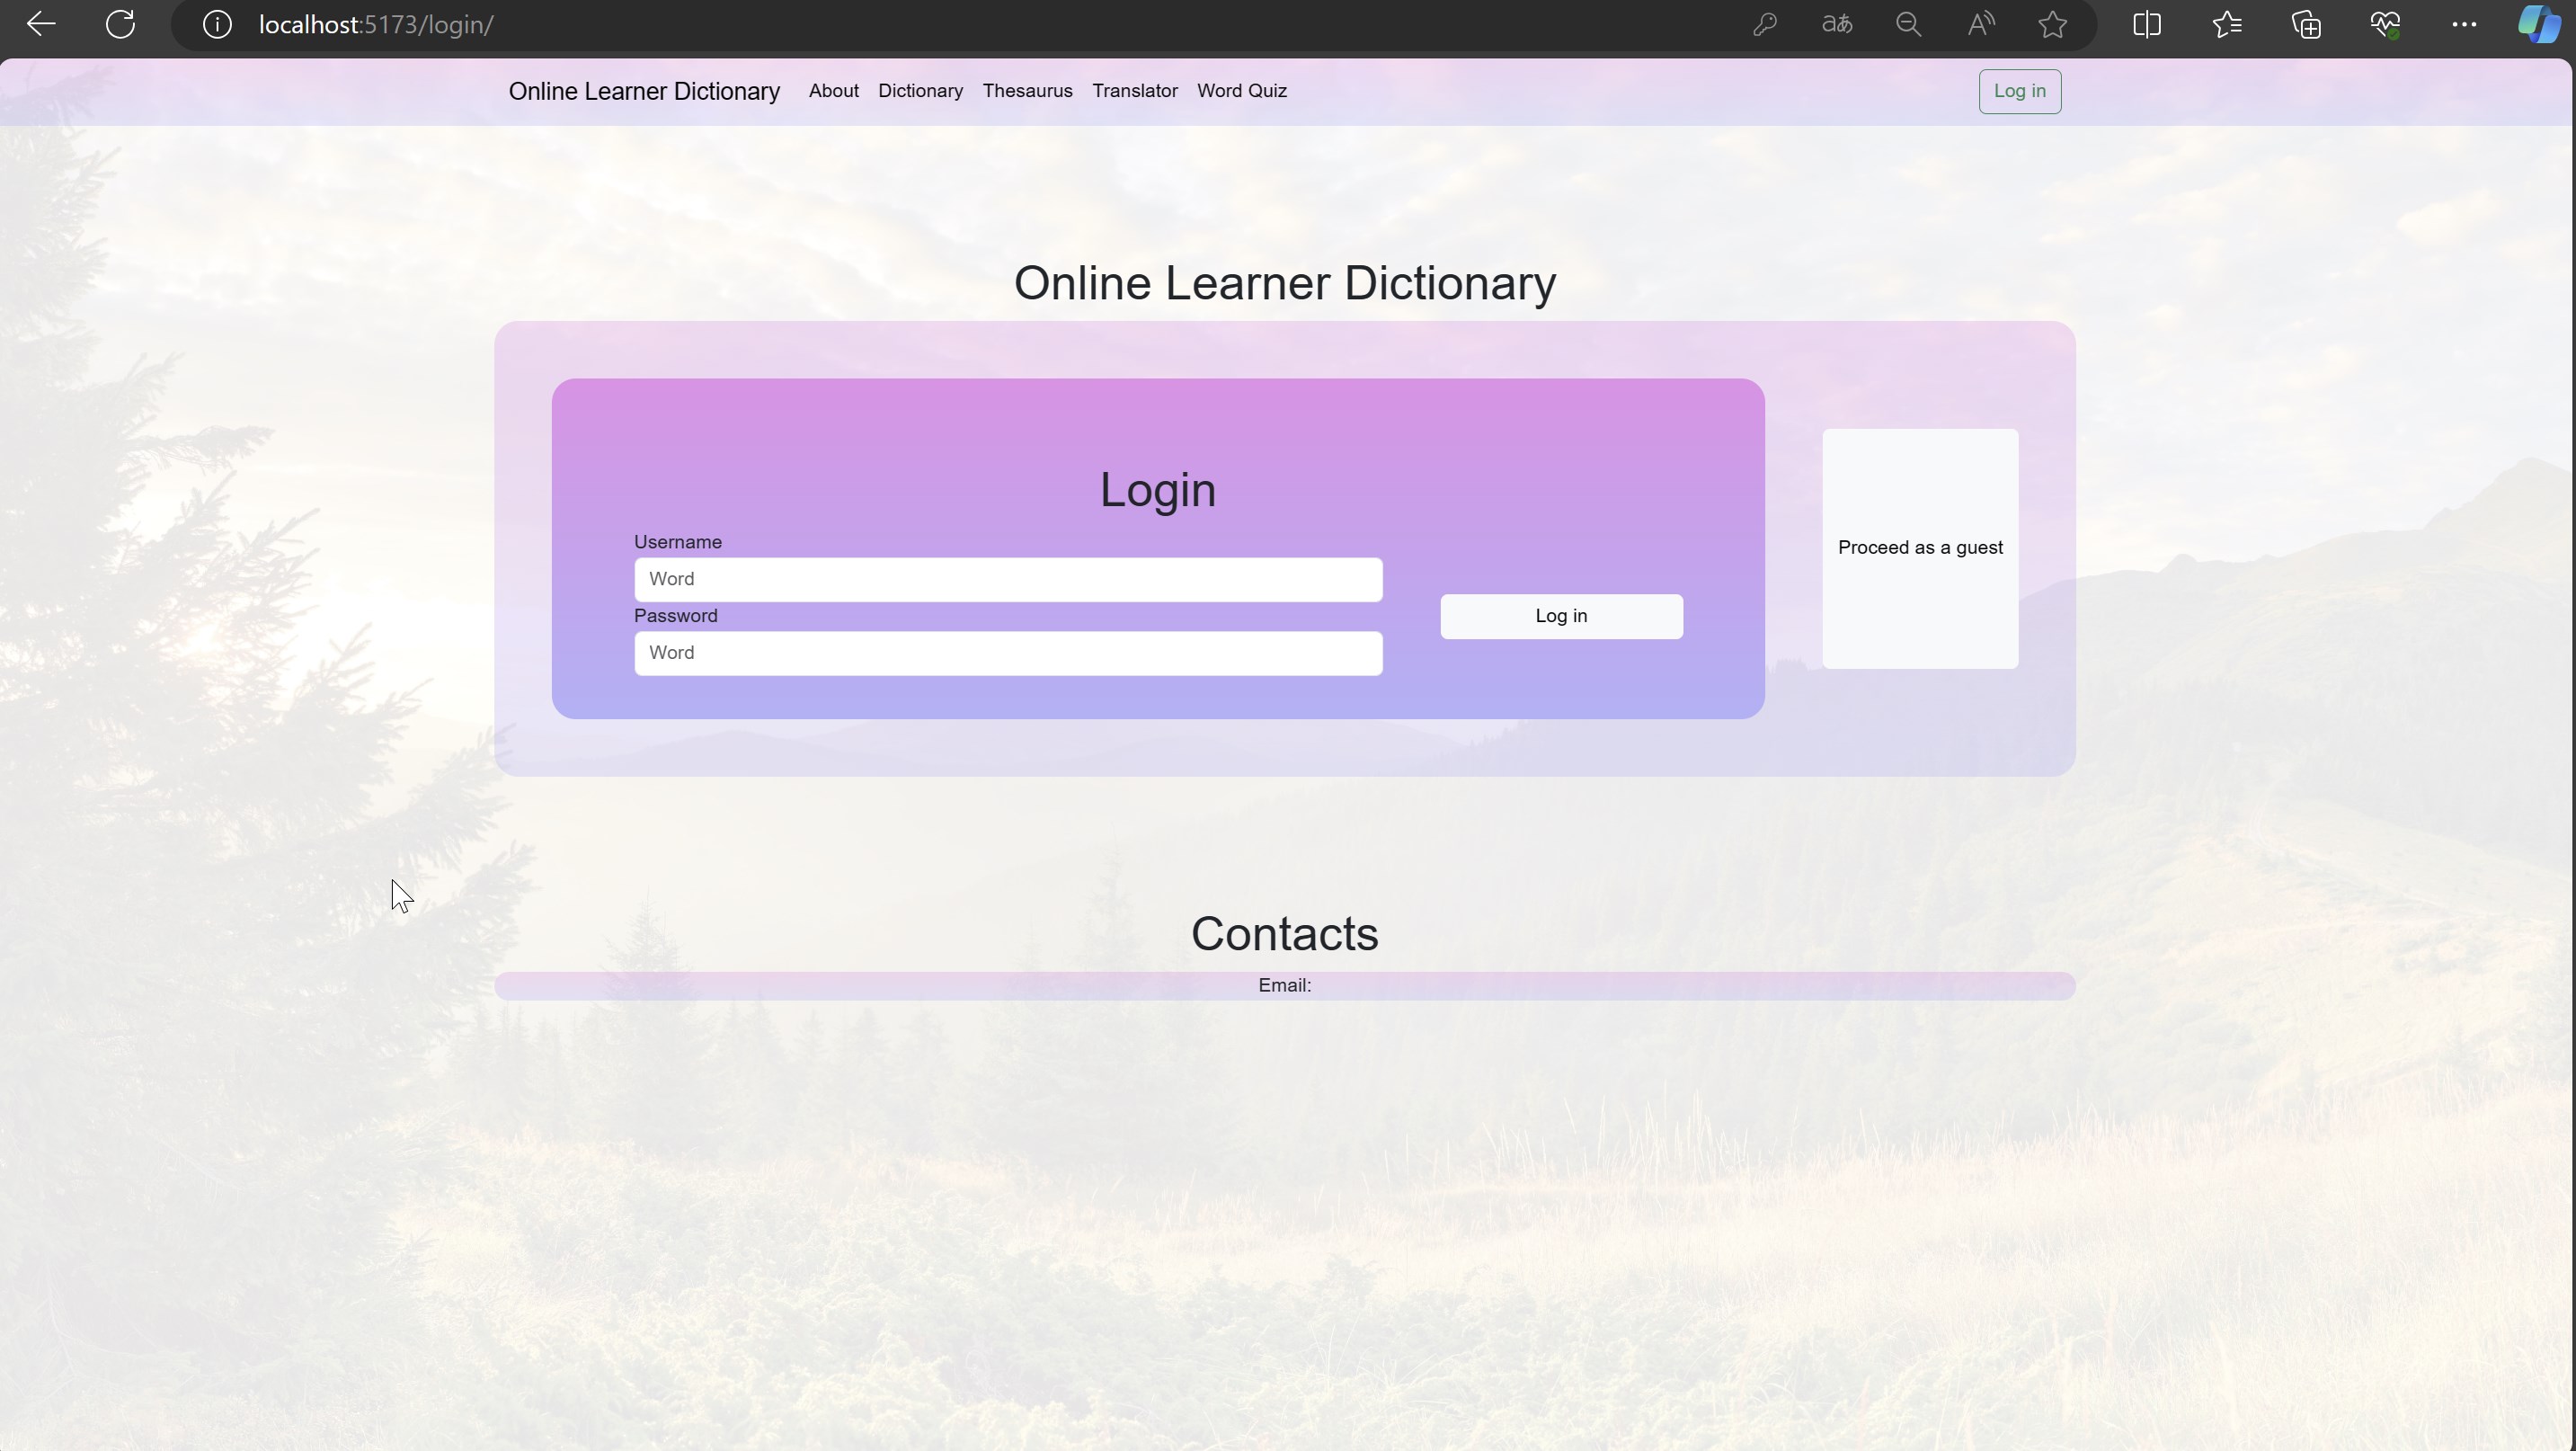 localhost:5173/login/
Online Learner Dictionary About Dictionary Thesaurus Translator Word Quiz Log in
Online Learner Dictionary
Login
Username
Word
Password
Word
Log in
Proceed as a guest
Contacts
Email: